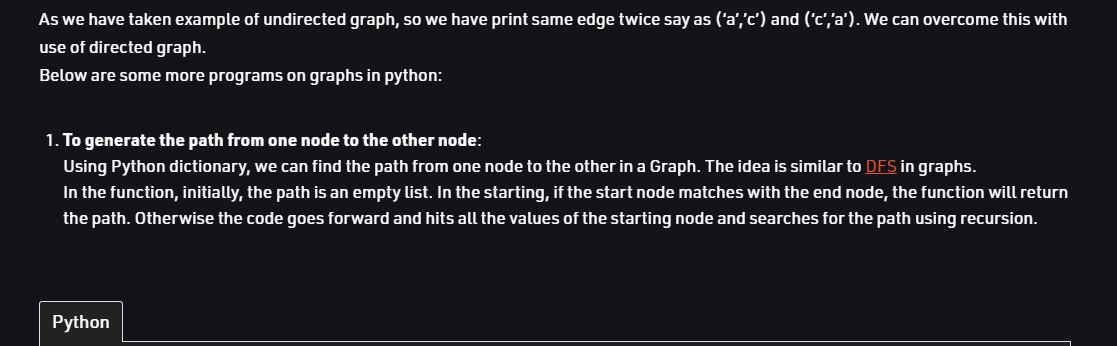 As we have taken example of undirected graph, so we have print same edge twice say as ('a','c') and ('c','a'). We can overcome this with
use of directed graph.
Below are some more programs on graphs in python:
1. To generate the path from one node to the other node:
Using Python dictionary, we can find the path from one node to the other in a Graph. The idea is similar to DFS in graphs.
In the function, initially, the path is an empty list. In the starting, if the start node matches with the end node, the function will return
the path. Otherwise the code goes forward and hits all the values of the starting node and searches for the path using recursion.
Python